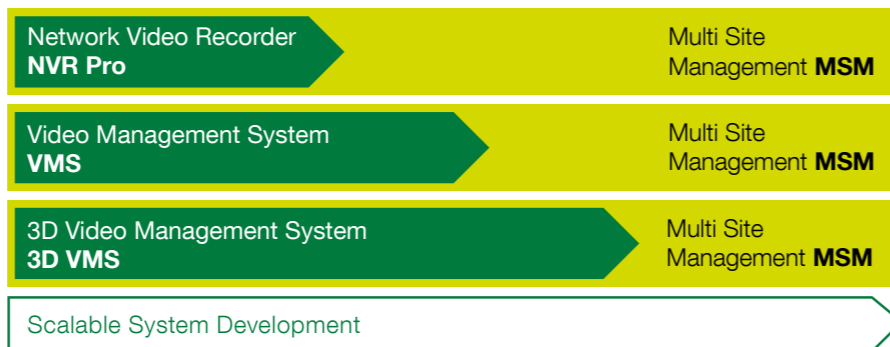 Network Video Recorder
NVR Pro
Multi Site
Management MSM
Video Management System
VMS
Multi Site
Management MSM
3D Video Management System
3D VMS
Multi Site
Management MSM
Scalable System Development